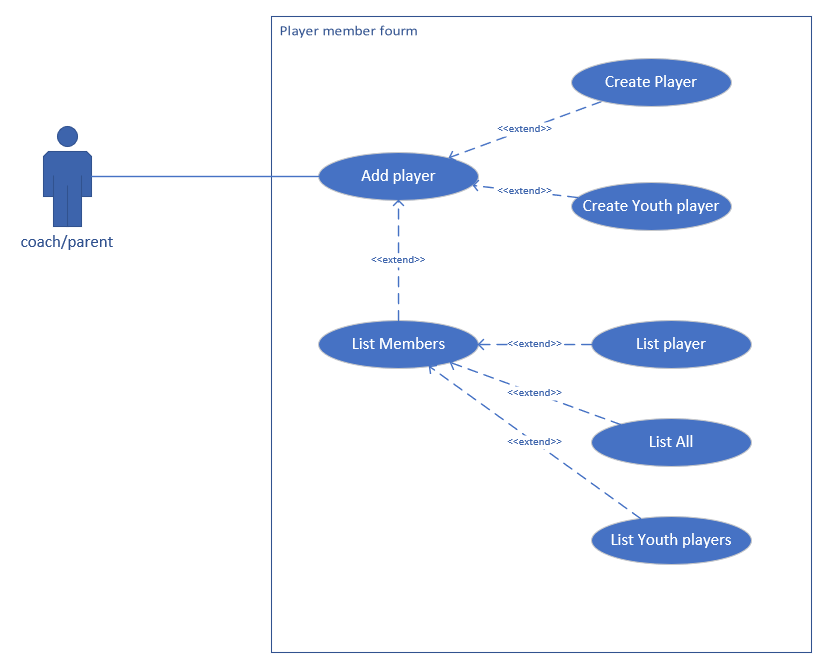 Player member fourm
Create Player
<<extend>>
Add player
<<extend>>
Create Youth player
coach/parent
<<extend>>
List Members
<<extend>>
List player
<<extend>>
List All
<<extend>>
List Youth players